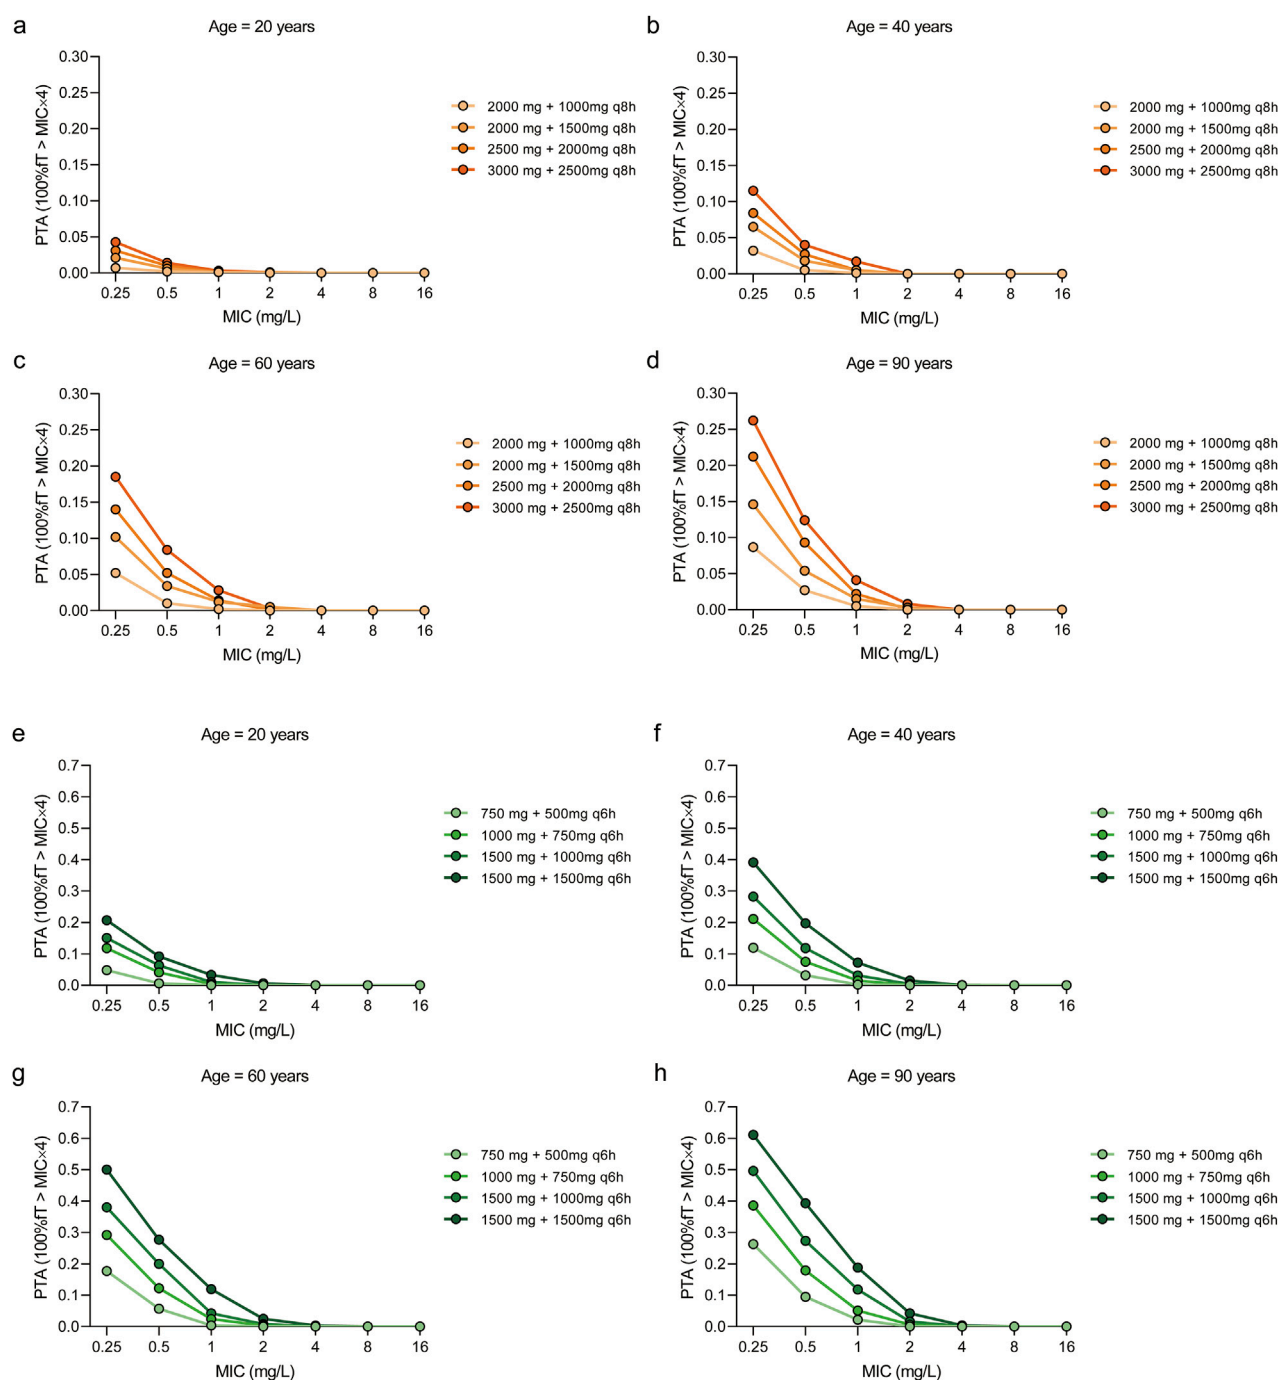 a
Age = 20 years
PTA (100%fT > MIC×4)
0.30
0.25
0.20
0.15
0.10
0.05
0.00
0.25 0.5 1 2 4 8 16
MIC (mg/L)
2000 mg + 1000mg q8h
2000 mg + 1500mg q8h
2500 mg + 2000mg q8h
3000 mg + 2500mg q8h
b
Age = 40 years
PTA (100%fT > MIC×4)
0.30
0.25
0.20
0.15
0.10
0.05
0.00
0.25 0.5 1 2 4 8 16
MIC (mg/L)
2000 mg + 1000mg q8h
2000 mg + 1500mg q8h
2500 mg + 2000mg q8h
3000 mg + 2500mg q8h
c
Age = 60 years
PTA (100%fT > MIC×4)
0.30
0.25
0.20
0.15
0.10
0.05
0.00
0.25 0.5 1 2 4 8 16
MIC (mg/L)
2000 mg + 1000mg q8h
2000 mg + 1500mg q8h
2500 mg + 2000mg q8h
3000 mg + 2500mg q8h
d
Age = 90 years
PTA (100%fT > MIC×4)
0.30
0.25
0.20
0.15
0.10
0.05
0.00
0.25 0.5 1 2 4 8 16
MIC (mg/L)
2000 mg + 1000mg q8h
2000 mg + 1500mg q8h
2500 mg + 2000mg q8h
3000 mg + 2500mg q8h
e
Age = 20 years
PTA (100%fT > MIC×4)
0.7
0.6
0.5
0.4
0.3
0.2
0.1
0.0
0.25 0.5 1 2 4 8 16
MIC (mg/L)
750 mg + 500mg q6h
1000 mg + 750mg q6h
1500 mg + 1000mg q6h
1500 mg + 1500mg q6h
f
Age = 40 years
PTA (100%fT > MIC×4)
0.7
0.6
0.5
0.4
0.3
0.2
0.1
0.0
0.25 0.5 1 2 4 8 16
MIC (mg/L)
750 mg + 500mg q6h
1000 mg + 750mg q6h
1500 mg + 1000mg q6h
1500 mg + 1500mg q6h
g
Age = 60 years
PTA (100%fT > MIC×4)
0.7
0.6
0.5
0.4
0.3
0.2
0.1
0.0
0.25 0.5 1 2 4 8 16
MIC (mg/L)
750 mg + 500mg q6h
1000 mg + 750mg q6h
1500 mg + 1000mg q6h
1500 mg + 1500mg q6h
h
Age = 90 years
PTA (100%fT > MIC×4)
0.7
0.6
0.5
0.4
0.3
0.2
0.1
0.0
0.25 0.5 1 2 4 8 16
MIC (mg/L)
750 mg + 500mg q6h
1000 mg + 750mg q6h
1500 mg + 1000mg q6h
1500 mg + 1500mg q6h